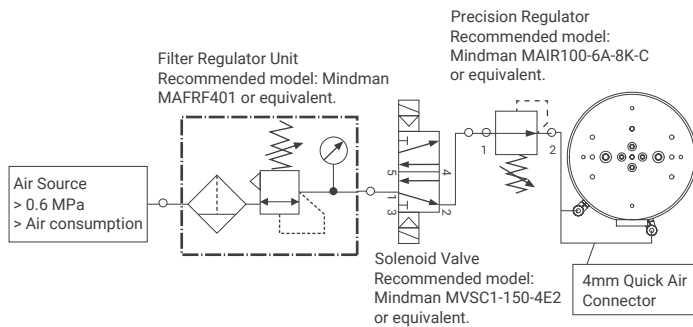 Precision Regulator
Recommended model:
Mindman MAIR100-6A-8K-C
or equivalent.
Filter Regulator Unit
Recommended model: Mindman
MAFRF401 or equivalent.
Air Source
> 0.6 MPa
> Air consumption
5
4
1
3
2
1
2
Solenoid Valve
Recommended model:
Mindman MVSC1-150-4E2
or equivalent.
4mm Quick Air
Connector